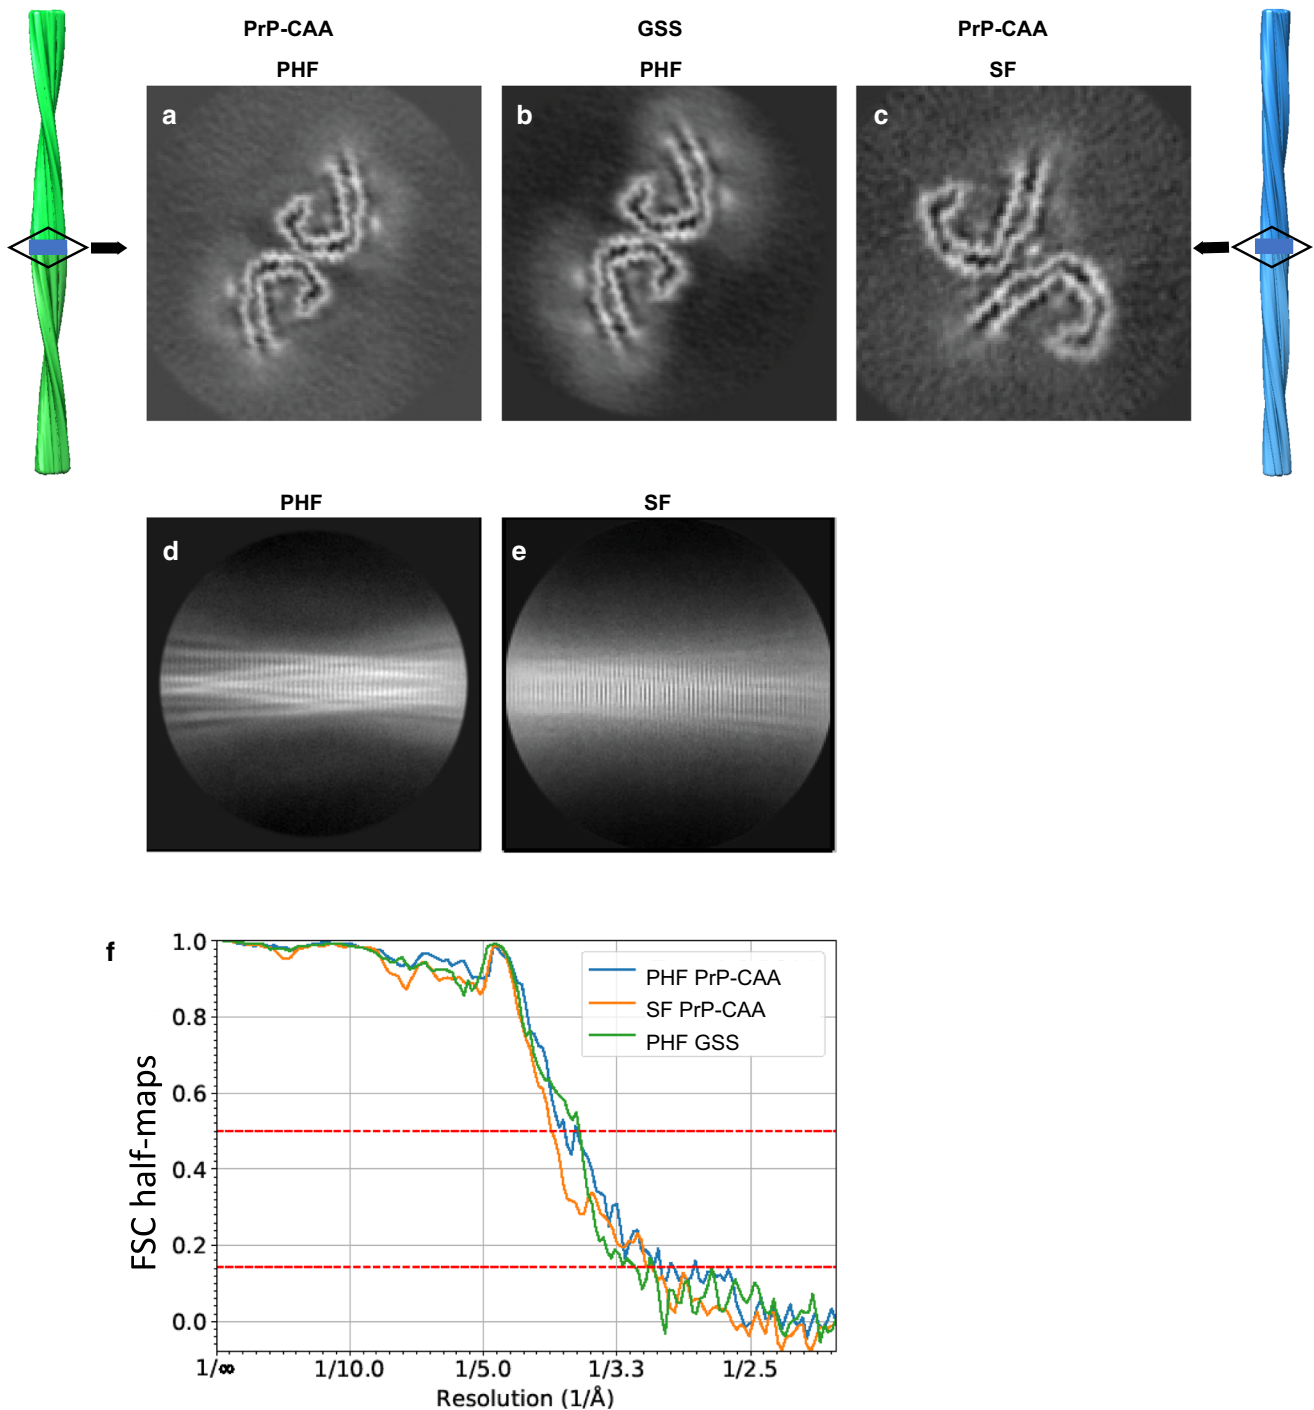 PrP-CAA GSS PrP-CAA
PHF PHF SF
a b c
PHF SF
d e
f
1.0
0.8
0.6
0.4
0.2
0.0
FSC half-maps
PHF PrP-CAA
SF PrP-CAA
PHF GSS
1/∞ 1/10.0 1/5.0 1/3.3 1/2.5
Resolution (1/Å)